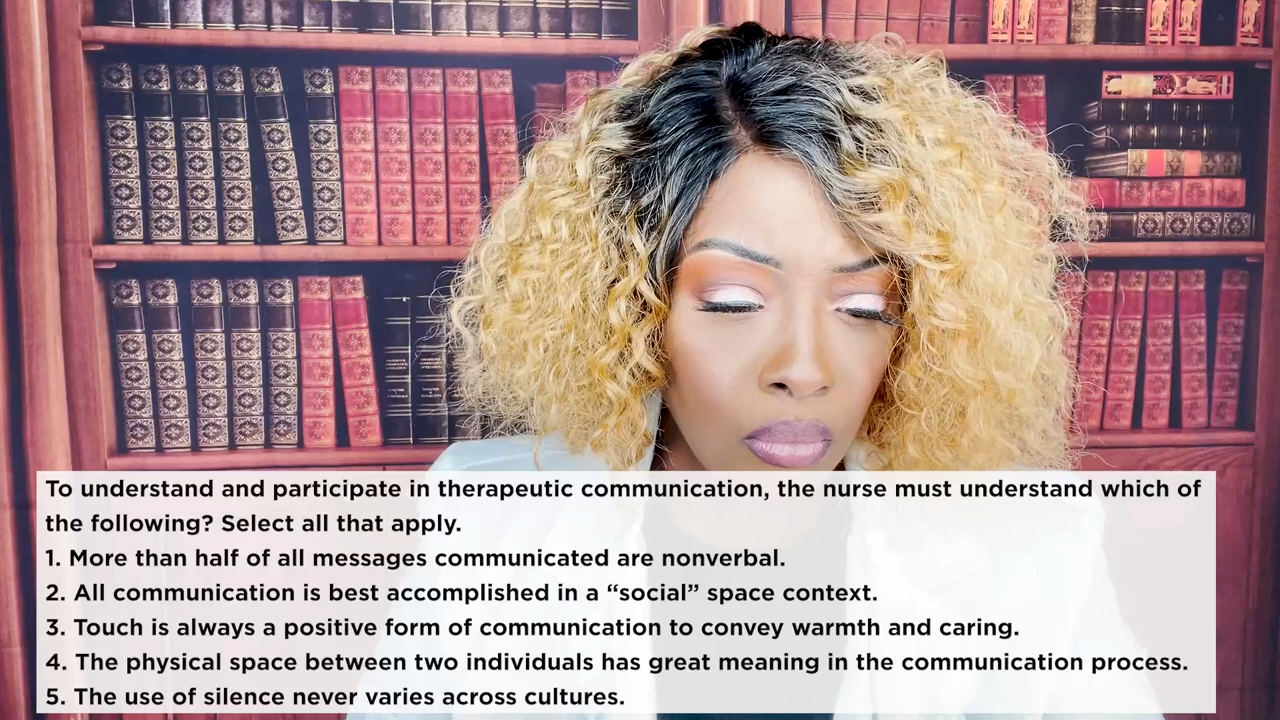 To understand and participate in therapeutic communication, the nurse must understand which of
the following? Select all that apply.
1. More than half of all messages communicated are nonverbal.
2. All communication is best accomplished in a “social” space context.
3. Touch is always a positive form of communication to convey warmth and caring.
4. The physical space between two individuals has great meaning in the communication process.
5. The use of silence never varies across cultures.